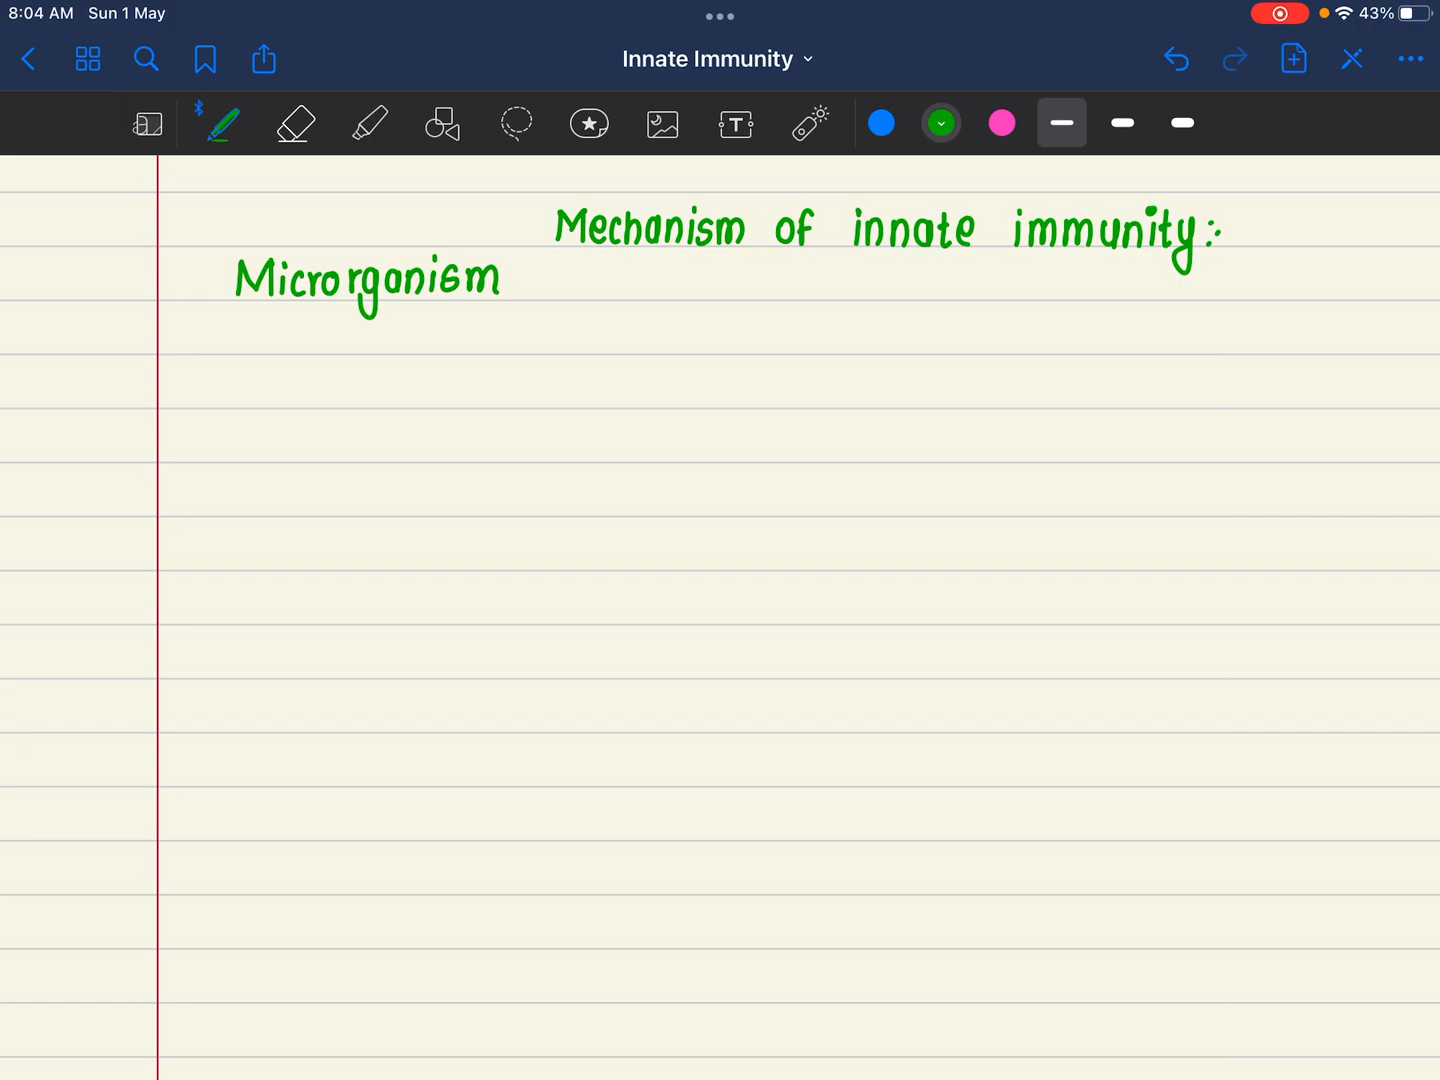 8:04 AM Sun 1 May
43%
Innate Immunity
T
Mechanism of innate immunity:-
Microrganism